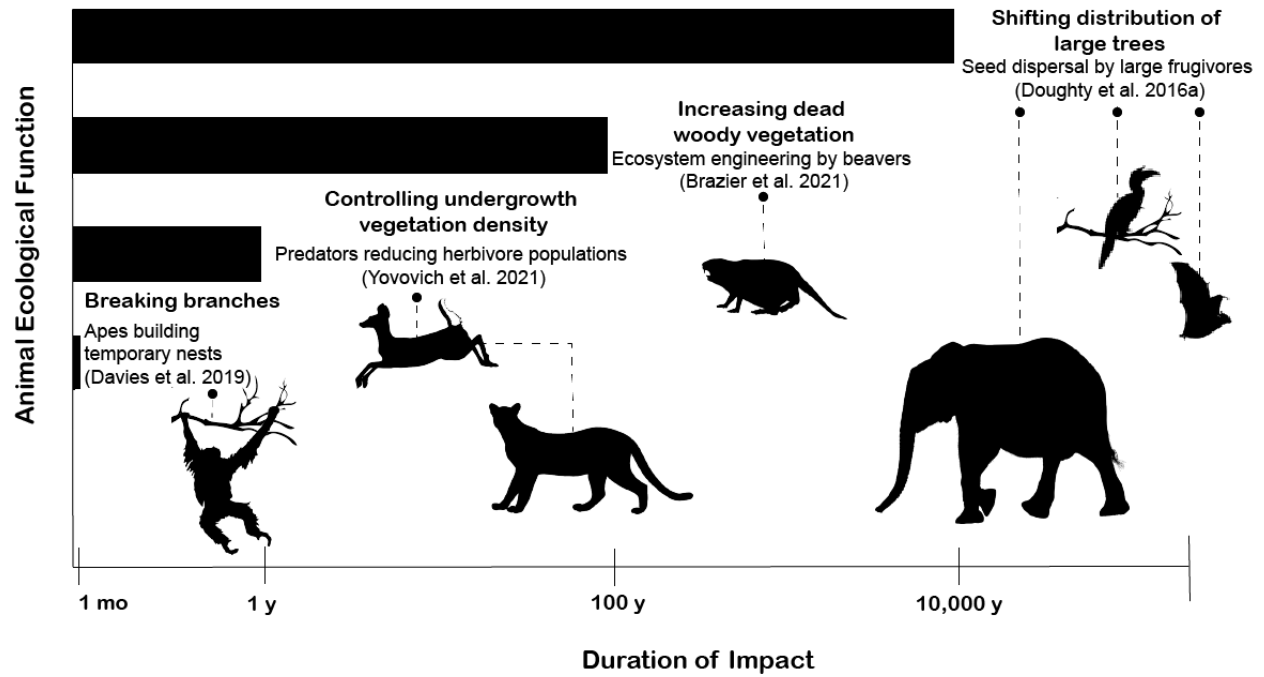 Animal Ecological Function
Shifting distribution of
large trees
Seed dispersal by large frugivores
(Doughty et al. 2016a)
Increasing dead
woody vegetation
Ecosystem engineering by beavers
(Brazier et al. 2021)
Controlling undergrowth
vegetation density
Predators reducing herbivore populations
(Yovovich et al. 2021)
Breaking branches
Apes building
temporary nests
(Davies et al. 2019)
1 mo
1 y
100 y
10,000 y
Duration of Impact